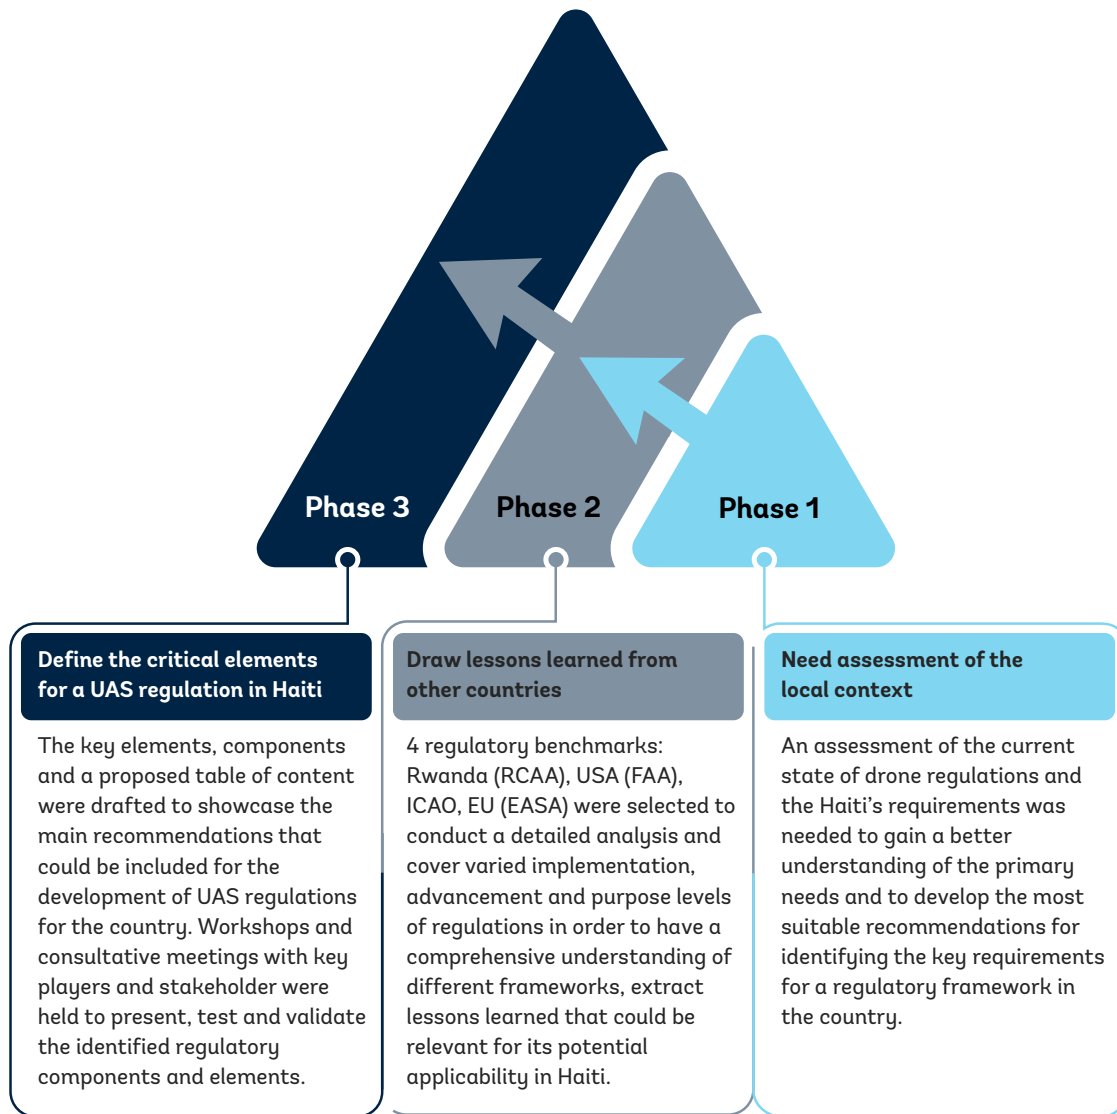 Phase 3
Phase 2
Phase 1
Define the critical elements
for a UAS regulation in Haiti
The key elements, components
and a proposed table of content
were drafted to showcase the
main recommendations that
could be included for the
development of UAS regulations
for the country. Workshops and
consultative meetings with key
players and stakeholder were
held to present, test and validate
the identified regulatory
components and elements.
Draw lessons learned from
other countries
4 regulatory benchmarks:
Rwanda (RCAA), USA (FAA),
ICAO, EU (EASA) were selected to
conduct a detailed analysis and
cover varied implementation,
advancement and purpose levels
of regulations in order to have a
comprehensive understanding of
different frameworks, extract
lessons learned that could be
relevant for its potential
applicability in Haiti.
Need assessment of the
local context
An assessment of the current
state of drone regulations and
the Haiti’s requirements was
needed to gain a better
understanding of the primary
needs and to develop the most
suitable recommendations for
identifying the key requirements
for a regulatory framework in
the country.